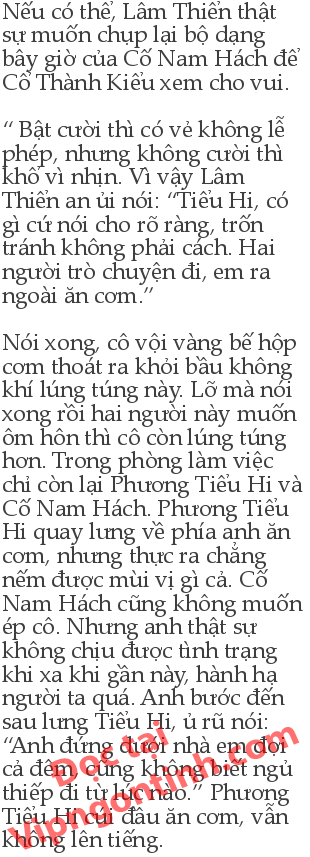 Nếu có thể, Lâm Thiển thật
sự muốn chụp lại bộ dạng
bây giờ của Cố Nam Hách để
Cố Thành Kiểu xem cho vui.
“ Bật cười thì có vẻ không lễ
phép, nhưng không cười thì
khổ vì nhịn. Vì vậy Lâm
Thiển an ủi nói: “Tiểu Hi, có
gì cứ nói cho rõ ràng, trốn
tránh không phải cách. Hai
người trò chuyện đi, em ra
ngoài ăn cơm.”
Nói xong, cô vội vàng bế hộp
cơm thoát ra khỏi bầu không
khí lúng túng này. Lỡ mà nói
xong rồi hai người này muốn
ôm hôn thì cô còn lúng túng
hơn. Trong phòng làm việc
chỉ còn lại Phương Tiểu Hi và
Cố Nam Hách. Phương Tiểu
Hi quay lưng về phía anh ăn
cơm, nhưng thực ra chẳng
nếm được mùi vị gì cả. Cố
Nam Hách cũng không muốn
ép cô. Nhưng anh thật sự
không chịu được tình trạng
khi xa khi gần này, hành hạ
người ta quá. Anh bước đến
sau lưng Tiểu Hi, ủ rũ nói:
“Anh đứng dưới nhà em đợi
cả đêm, cũng không biết ngủ
thiếp đi từ lúc nào.” Phương
Tiểu Hi cúi đầu ăn cơm, vẫn
không lên tiếng.
Đọc tại
Vipngontinh.com